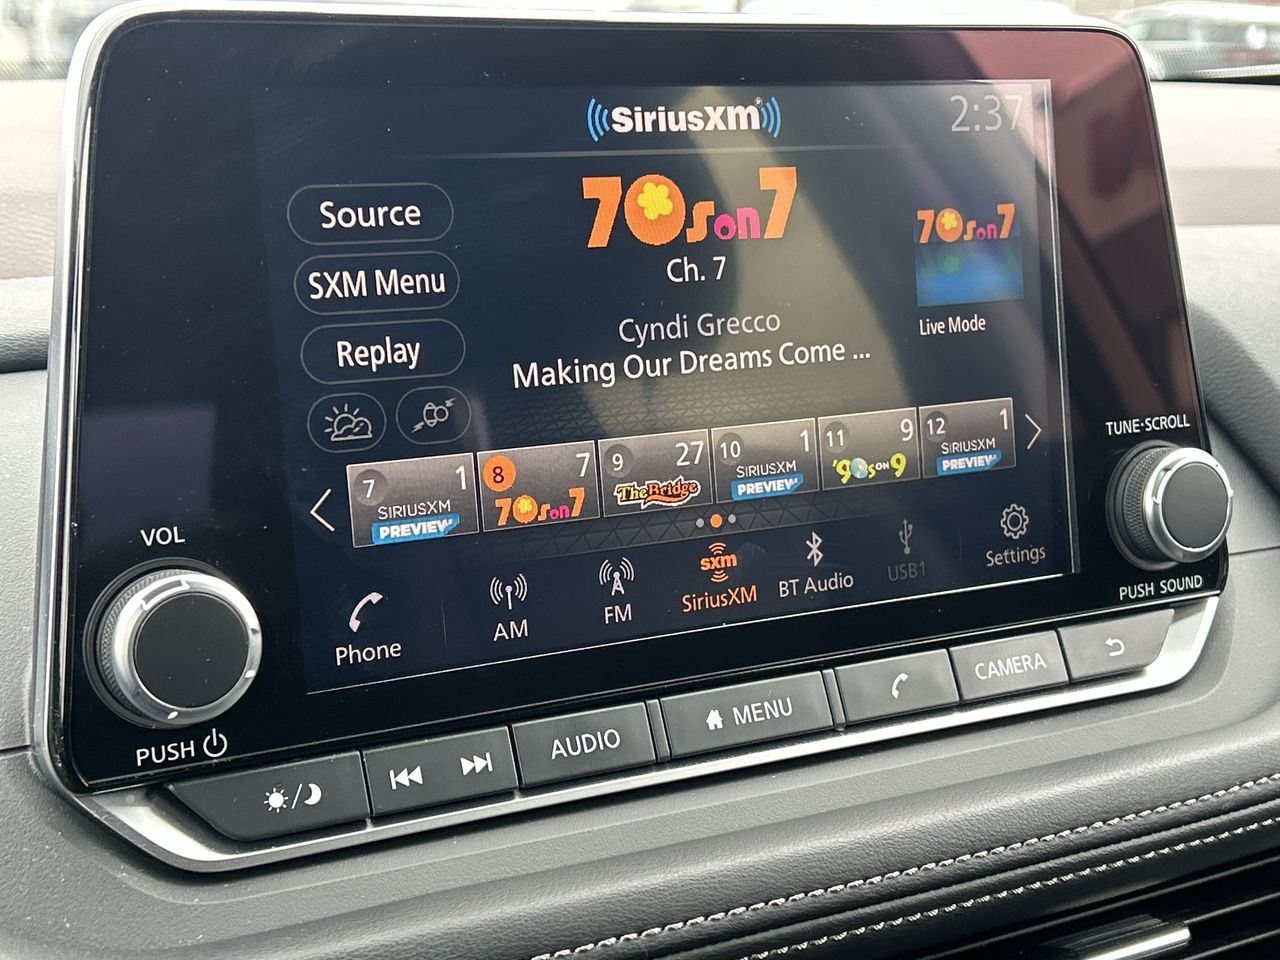 SiriusXM
2:37
Source
SXM Menu
Replay
70s on 7
Ch. 7
Cyndi Grecco
Making Our Dreams Come ...
70s on 7
Live Mode
7 1
SIRIUSXM
PREVIEW
8 7
70s on 7
9 27
The Bridge
10 1
SIRIUSXM
PREVIEW
11 9
'90s on 9
12 1
SIRIUSXM
PREVIEW
Phone
AM
FM
sxm
SiriusXM
BT Audio
USB1
Settings
VOL
PUSH
TUNE·SCROLL
PUSH SOUND
AUDIO
MENU
CAMERA